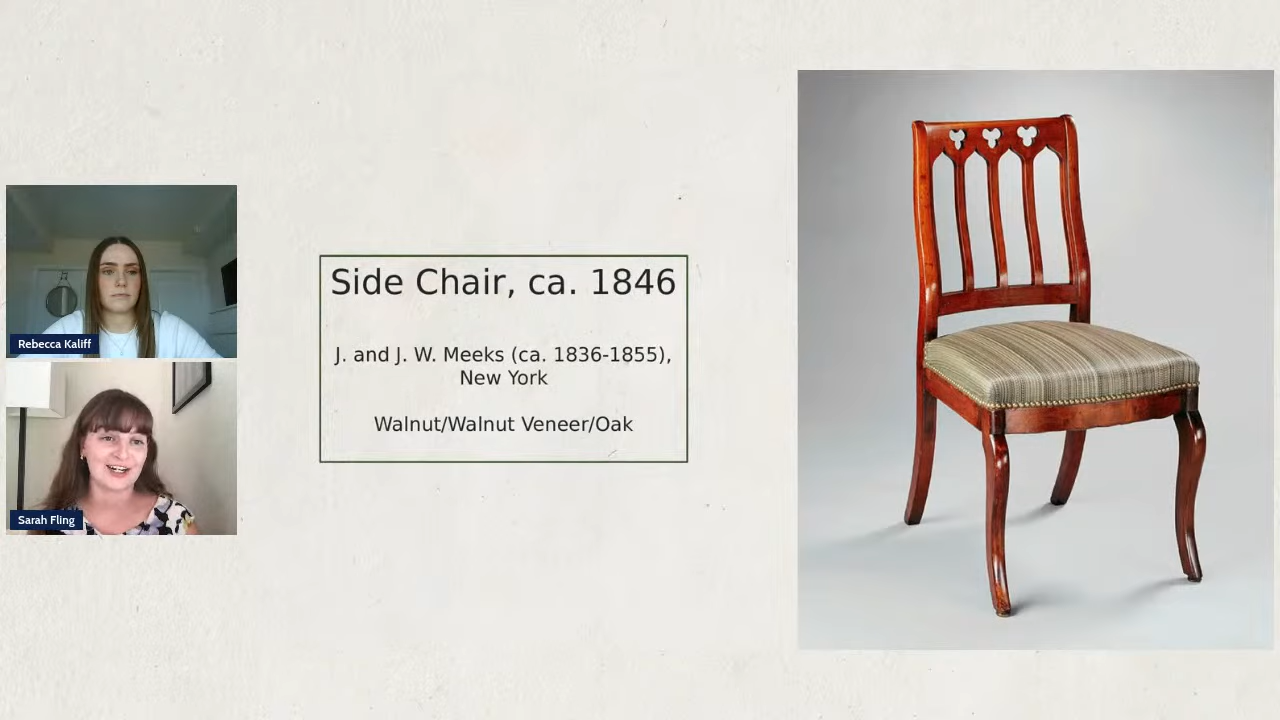 Rebecca Kaliff
Sarah Fling
Side Chair, ca. 1846
J. and J. W. Meeks (ca. 1836-1855),
New York
Walnut/Walnut Veneer/Oak